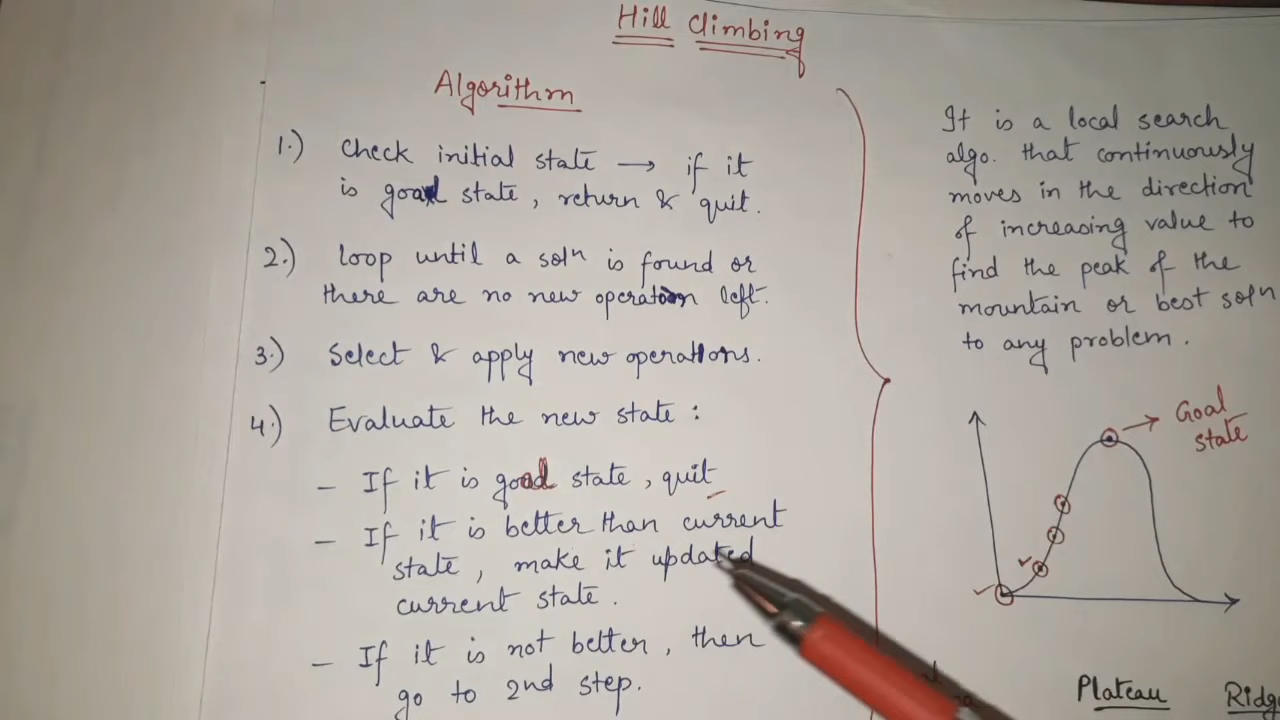 Hill Climbing
Algorithm
1.) Check initial state → if it
is goal state, return & quit.
2.) Loop until a solⁿ is found or
there are no new operation left.
3.) Select & apply new operations.
4.) Evaluate the new state :
- If it is goal state, quit
- If it is better than current
state, make it updated
current state.
- If it is not better, then
go to 2nd step.
It is a local search
algo. that continuously
moves in the direction
of increasing value to
find the peak of the
mountain or best solⁿ
to any problem.
Goal
state
Plateau